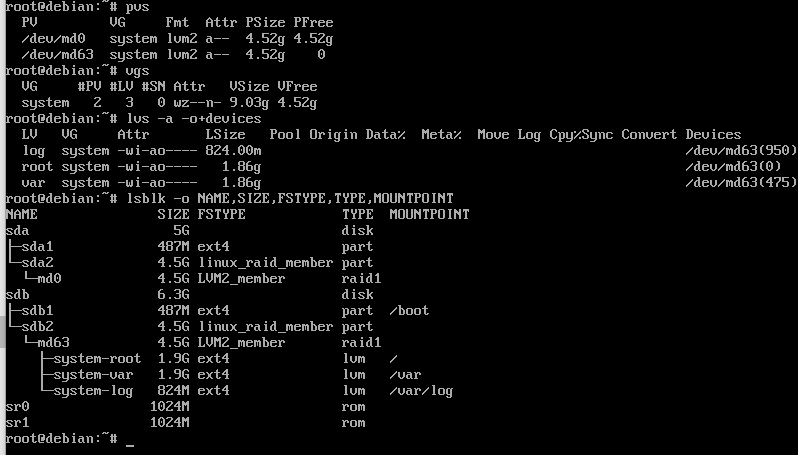 root@debian:~# pvs
  PV         VG     Fmt  Attr PSize PFree
  /dev/md0   system lvm2 a--  4.52g 4.52g
  /dev/md63  system lvm2 a--  4.52g    0
root@debian:~# vgs
  VG     #PV #LV #SN Attr   VSize VFree
  system   2   3   0 wz--n- 9.03g 4.52g
root@debian:~# lvs -a -o+devices
  LV   VG     Attr       LSize   Pool Origin Data%  Meta%  Move Log Cpy%Sync Convert Devices
  log  system -wi-ao---- 824.00m                                                     /dev/md63(950)
  root system -wi-ao----   1.86g                                                     /dev/md63(0)
  var  system -wi-ao----   1.86g                                                     /dev/md63(475)
root@debian:~# lsblk -o NAME,SIZE,FSTYPE,TYPE,MOUNTPOINT
NAME               SIZE FSTYPE            TYPE  MOUNTPOINT
sda                  5G                   disk
├─sda1             487M ext4              part
└─sda2             4.5G linux_raid_member part
  └─md0            4.5G LVM2_member       raid1
sdb                6.3G                   disk
├─sdb1             487M ext4              part  /boot
└─sdb2             4.5G linux_raid_member part
  └─md63           4.5G LVM2_member       raid1
    ├─system-root  1.9G ext4              lvm   /
    ├─system-var   1.9G ext4              lvm   /var
    └─system-log   824M ext4              lvm   /var/log
sr0               1024M                   rom
sr1               1024M                   rom
root@debian:~# _